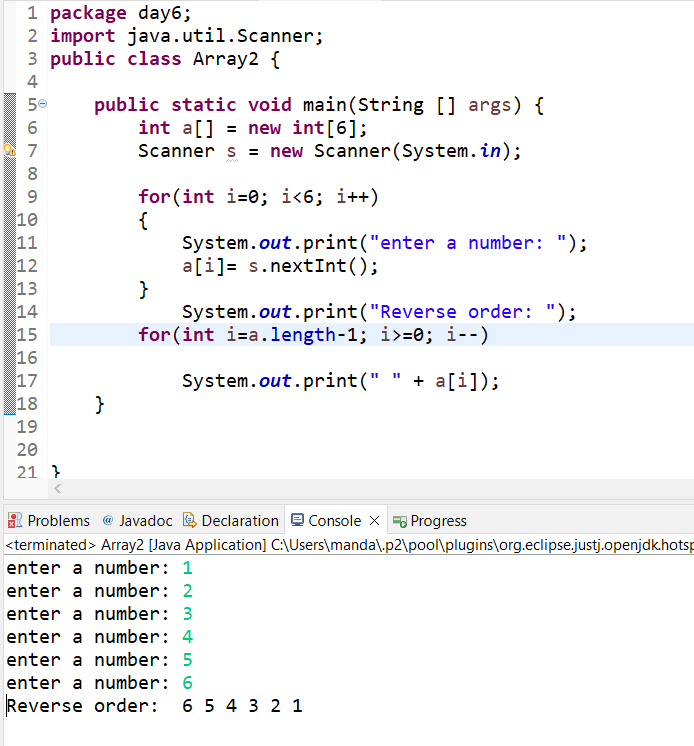 1 package day6;
2 import java.util.Scanner;
3 public class Array2 {
4
5 public static void main(String [] args) {
6 int a[] = new int[6];
7 Scanner s = new Scanner(System.in);
8
9 for(int i=0; i<6; i++)
10 {
11 System.out.print("enter a number: ");
12 a[i]= s.nextInt();
13 }
14 System.out.print("Reverse order: ");
15 for(int i=a.length-1; i>=0; i--)
16
17 System.out.print(" " + a[i]);
18 }
19
20
21 }
Problems @ Javadoc Declaration Console Progress
<terminated> Array2 [Java Application] C:\Users\manda\.p2\pool\plugins\org.eclipse.justj.openjdk.hotsp
enter a number: 1
enter a number: 2
enter a number: 3
enter a number: 4
enter a number: 5
enter a number: 6
Reverse order:  6 5 4 3 2 1